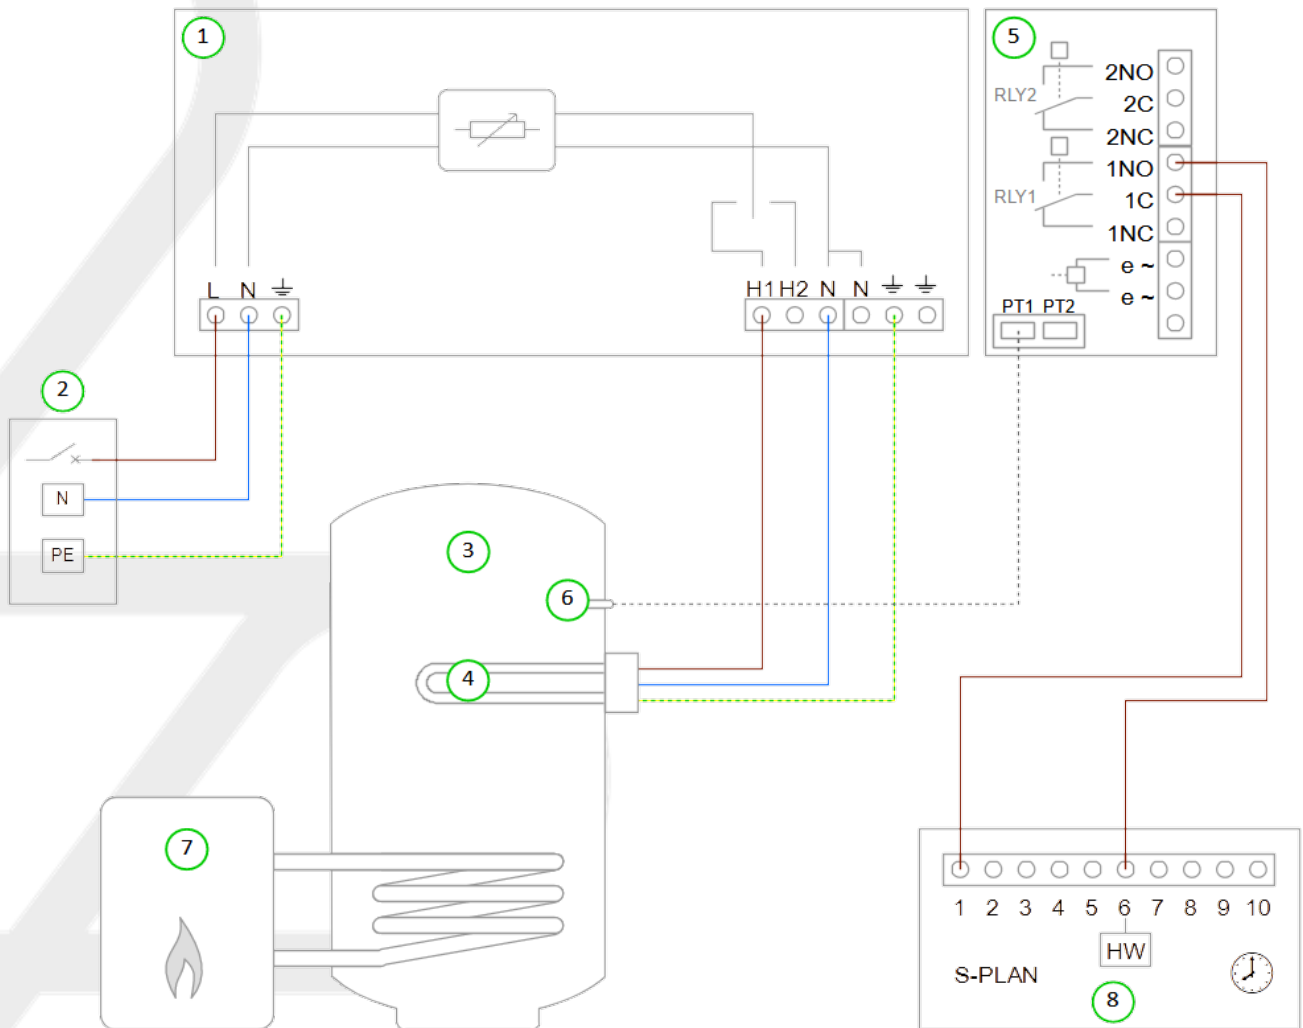 1
5
2NO
RLY2
2C
2NC
1NO
RLY1
1C
1NC
e ~
e ~
PT1 PT2
L N
H1 H2 N N
2
N
PE
3
6
4
7
1 2 3 4 5 6 7 8 9 10
HW
S-PLAN
8